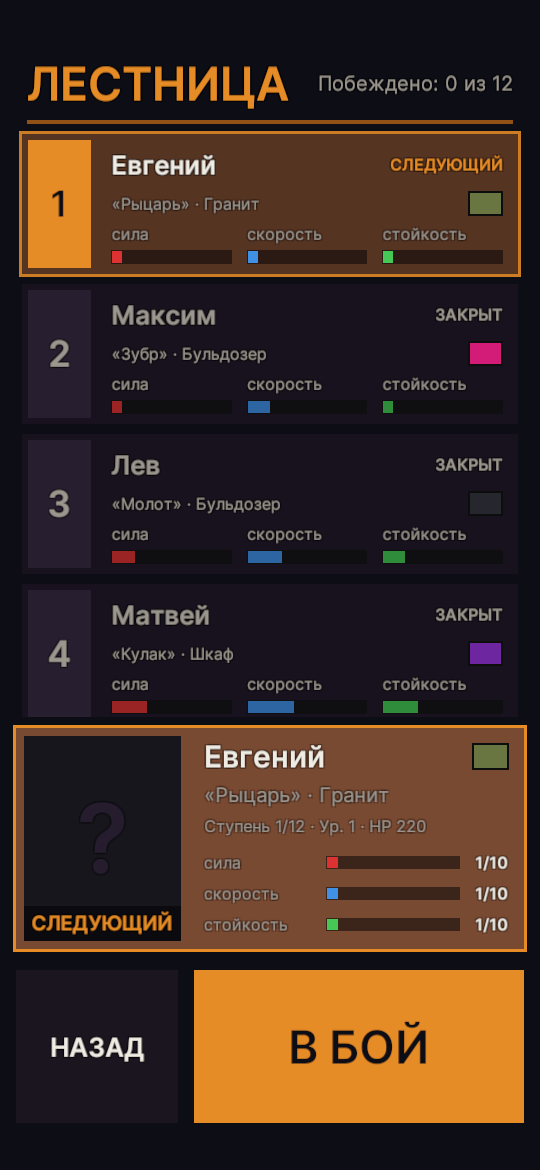 ЛЕСТНИЦА
Побеждено: 0 из 12
1
Евгений
СЛЕДУЮЩИЙ
«Рыцарь» · Гранит
сила скорость стойкость
2
Максим
ЗАКРЫТ
«Зубр» · Бульдозер
сила скорость стойкость
3
Лев
ЗАКРЫТ
«Молот» · Бульдозер
сила скорость стойкость
4
Матвей
ЗАКРЫТ
«Кулак» · Шкаф
сила скорость стойкость
?
СЛЕДУЮЩИЙ
Евгений
«Рыцарь» · Гранит
Ступень 1/12 · Ур. 1 · HP 220
сила 1/10
скорость 1/10
стойкость 1/10
НАЗАД
В БОЙ